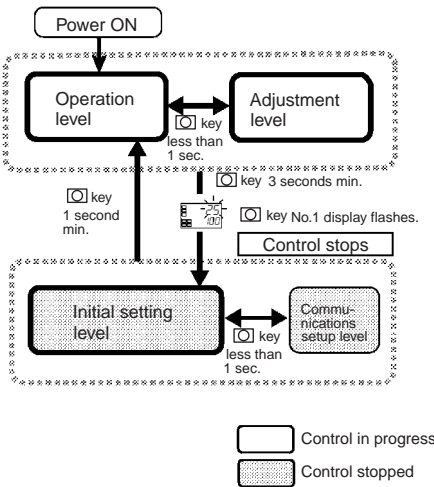 Power ON
Operation
level
Adjustment
level
key
less than
1 sec.
key 3 seconds min.
key
1 second
min.
25
100
key No.1 display flashes.
Control stops
Initial setting
level
key
less than
1 sec.
Commu-
nications
setup level
Control in progress
Control stopped